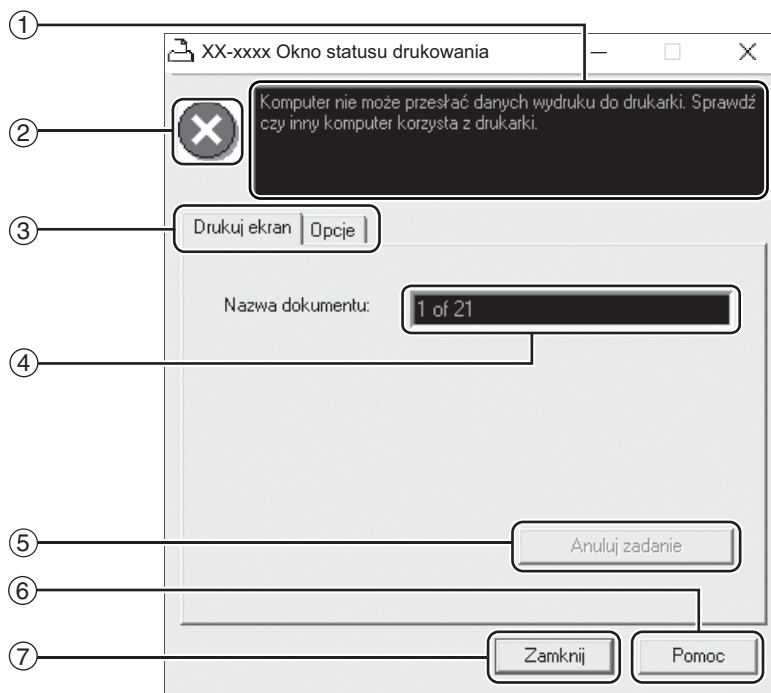 ①
XX-xxxx Okno statusu drukowania
②
Komputer nie może przesłać danych wydruku do drukarki. Sprawdź
czy inny komputer korzysta z drukarki.
③
Drukuj ekran
Opcje
Nazwa dokumentu:
1 of 21
④
⑤
Anuluj zadanie
⑥
⑦
Zamknij
Pomoc